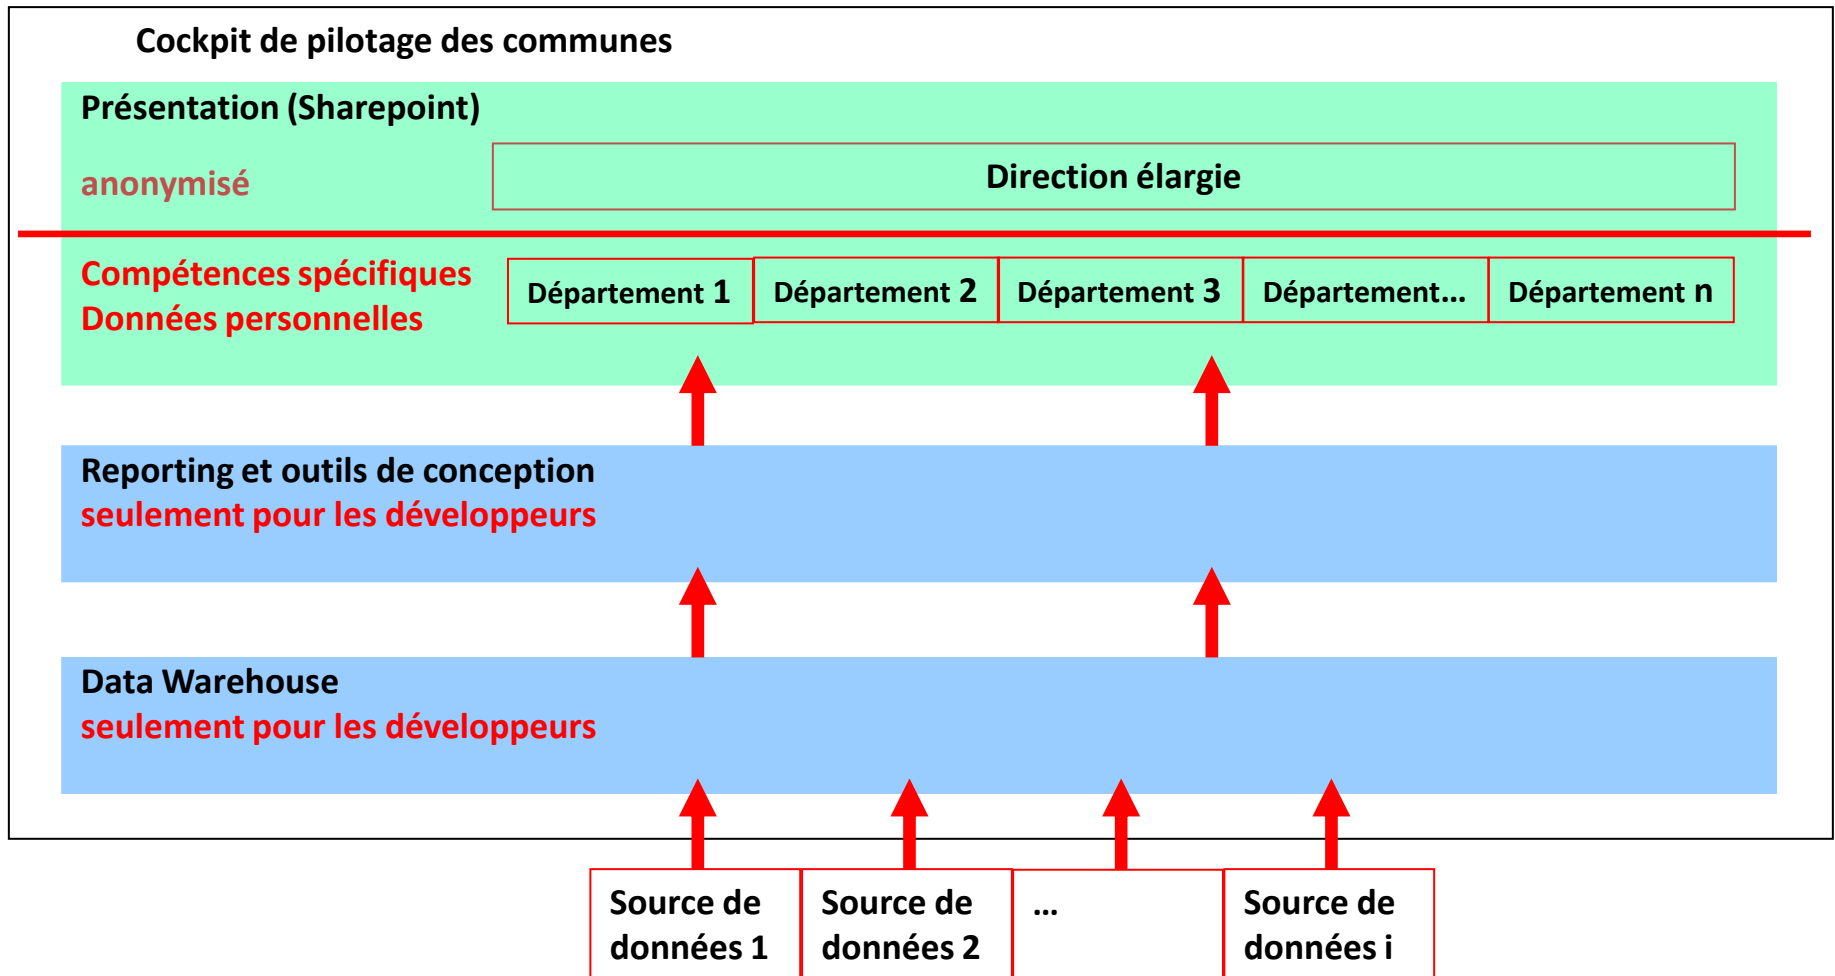 Cockpit de pilotage des communes
Présentation (Sharepoint)
anonymisé
Direction élargie
Compétences spécifiques
Données personnelles
Département 1
Département 2
Département 3
Département...
Département n
Reporting et outils de conception
seulement pour les développeurs
Data Warehouse
seulement pour les développeurs
Source de
données 1
Source de
données 2
...
Source de
données i